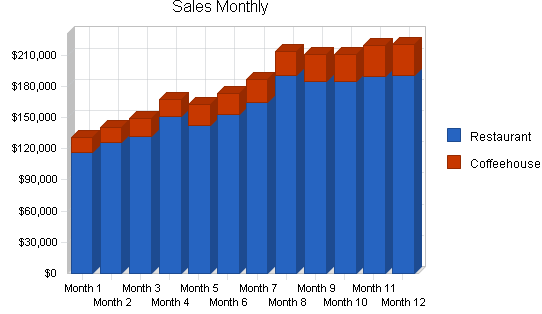 Sales Monthly
$210,000
$180,000
$150,000
$120,000
$90,000
$60,000
$30,000
$0
Restaurant
Coffeehouse
Month 1 Month 3 Month 5 Month 7 Month 9 Month 11
Month 2 Month 4 Month 6 Month 8 Month 10 Month 12